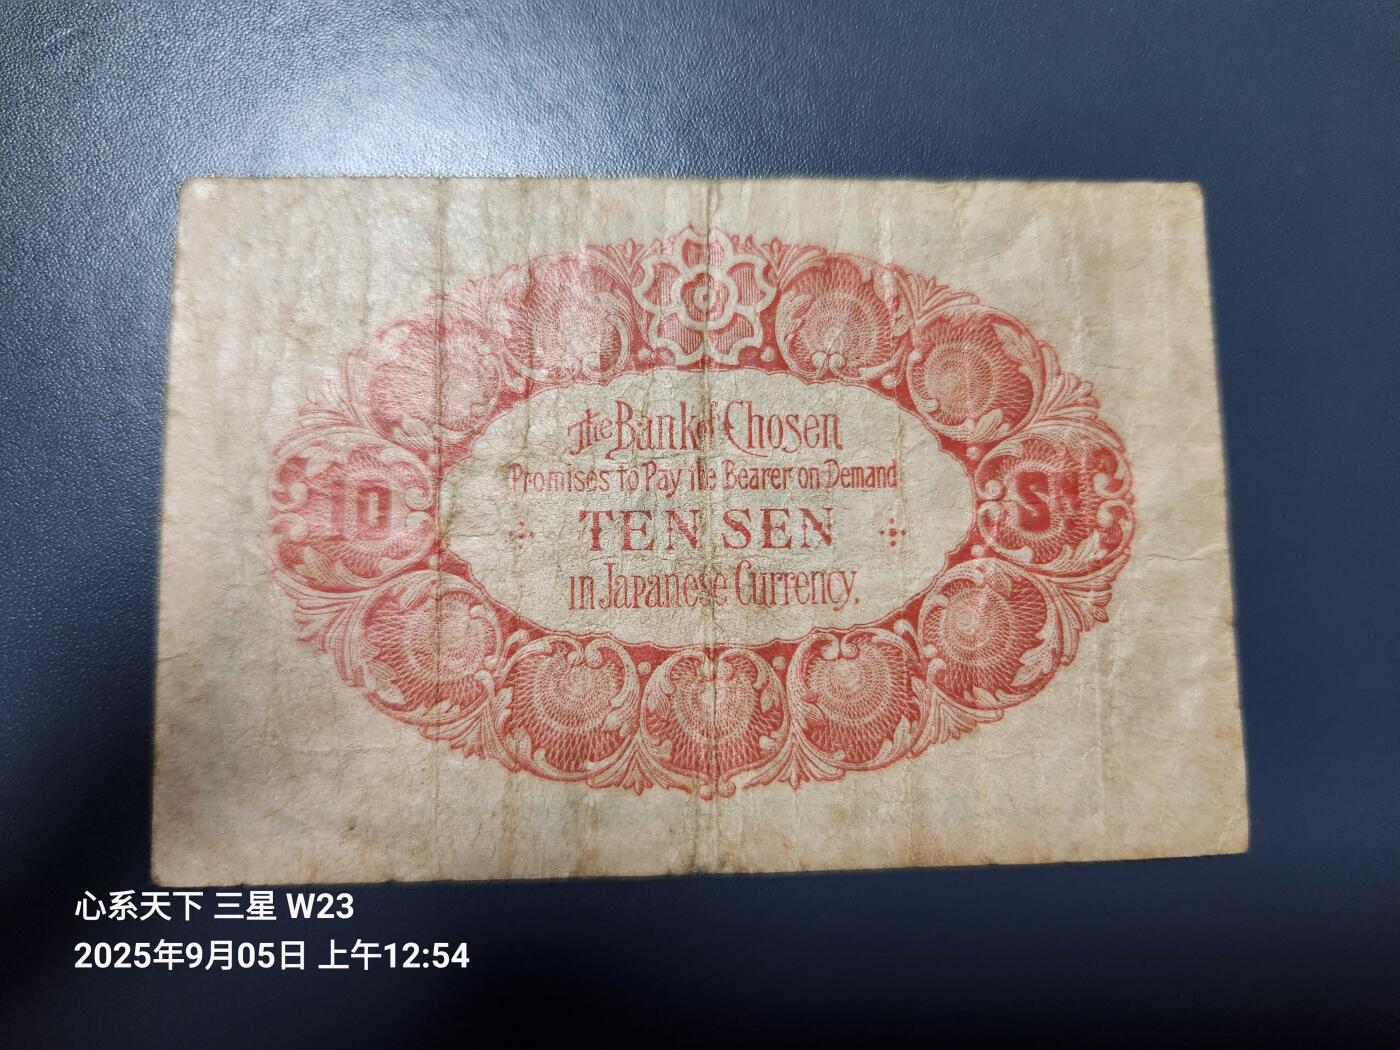 The Bank of Chosen
Promises to Pay the Bearer on Demand
10
TEN SEN
SN
in Japanese Currency.
心系天下 三星 W23
2025年9月05日 上午12:54